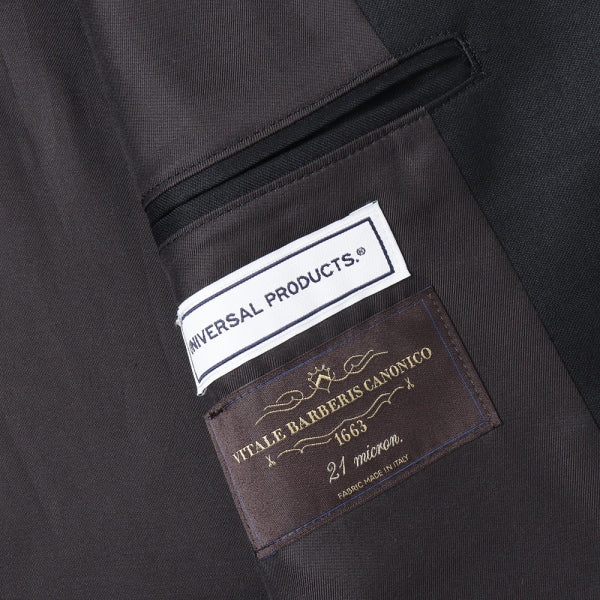 UNIVERSAL PRODUCTS.®
VITALE BARBERIS CANONICO
1663
21 micron.
FABRIC MADE IN ITALY